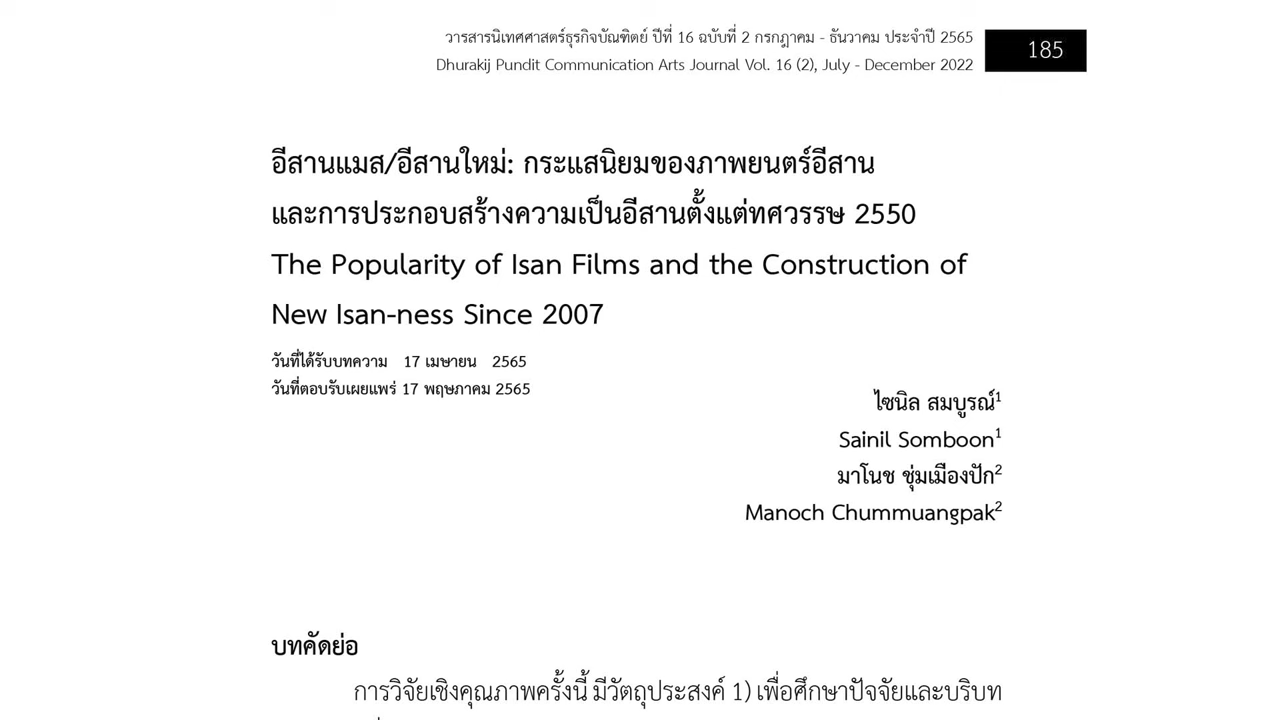 วารสารนิเทศศาสตร์ธุรกิจบัณฑิตย์ ปีที่ 16 ฉบับที่ 2 กรกฎาคม - ธันวาคม ประจำปี 2565
185
Dhurakij Pundit Communication Arts Journal Vol. 16 (2), July - December 2022
อีสานแมส/อีสานใหม่: กระแสนิยมของภาพยนตร์อีสาน
และการประกอบสร้างความเป็นอีสานตั้งแต่ทศวรรษ 2550
The Popularity of Isan Films and the Construction of
New Isan-ness Since 2007
วันที่ได้รับบทความ 17 เมษายน 2565
วันที่ตอบรับเผยแพร่ 17 พฤษภาคม 2565
ไซนิล สมบูรณ์¹
Sainil Somboon¹
มาโนช ชุ่มเมืองปัก²
Manoch Chummuangpak²
บทคัดย่อ
การวิจัยเชิงคุณภาพครั้งนี้ มีวัตถุประสงค์ 1) เพื่อศึกษาปัจจัยและบริบท